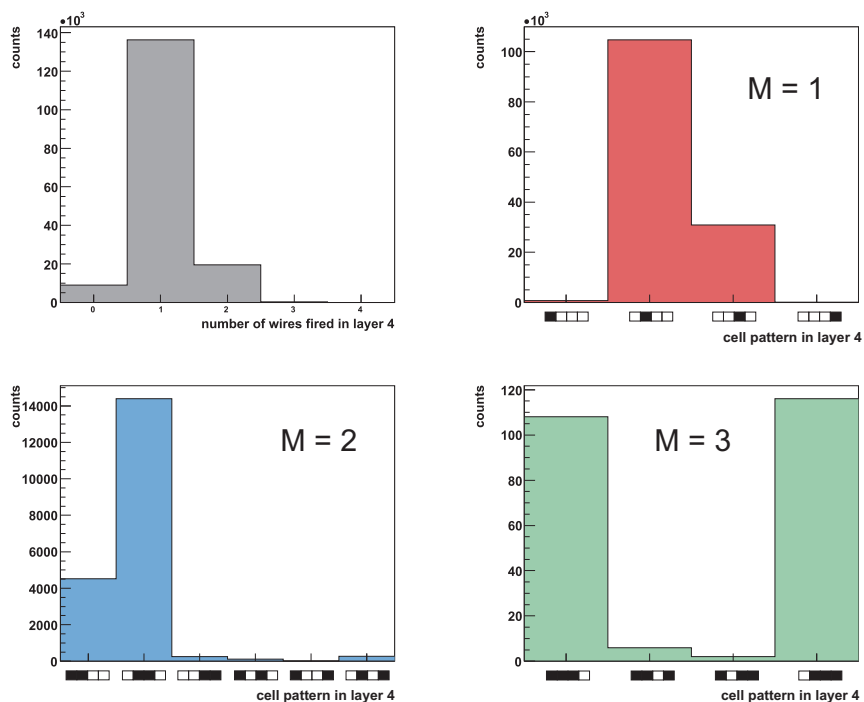 •10³
counts
140
120
100
80
60
40
20
0
0 1 2 3 4
number of wires fired in layer 4
•10³
counts
M = 1
100
80
60
40
20
0
cell pattern in layer 4
counts
M = 2
14000
12000
10000
8000
6000
4000
2000
0
cell pattern in layer 4
counts
M = 3
120
100
80
60
40
20
0
cell pattern in layer 4